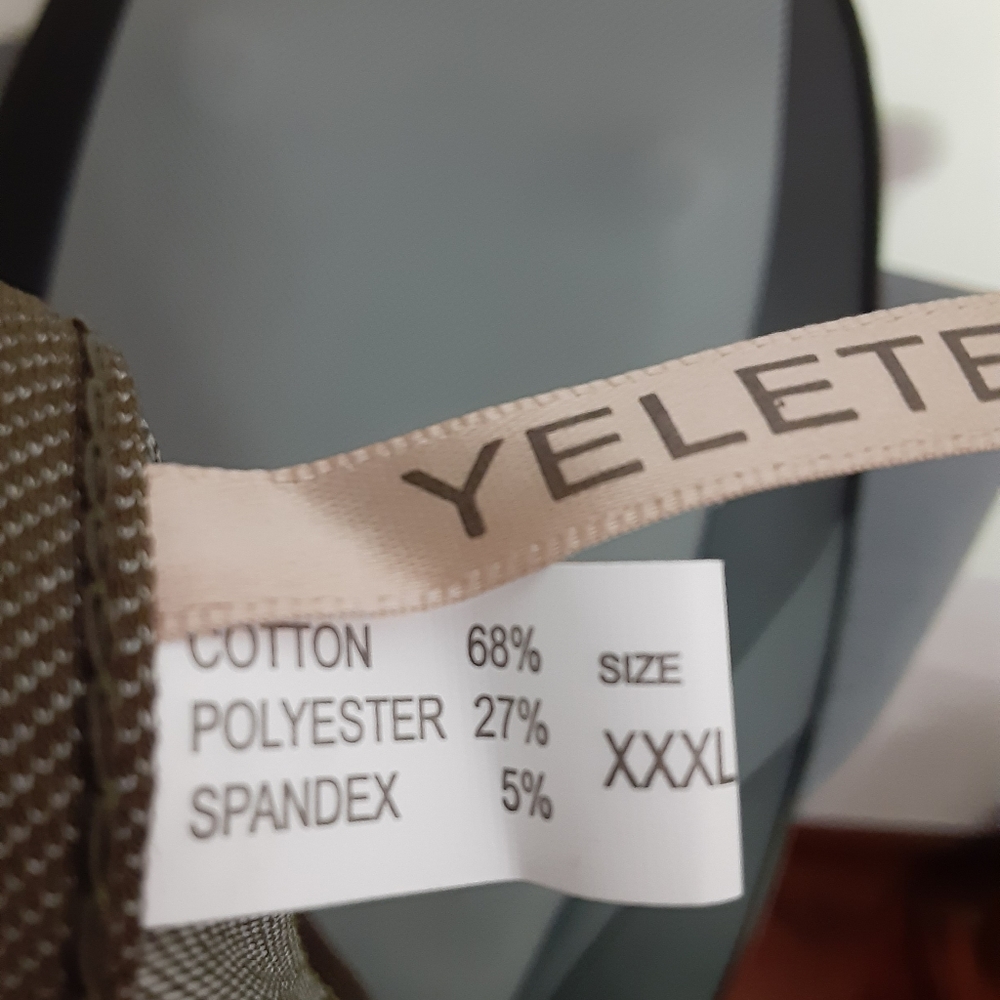 YELETE
COTTON 68%
POLYESTER 27%
SPANDEX 5%
SIZE
XXXL